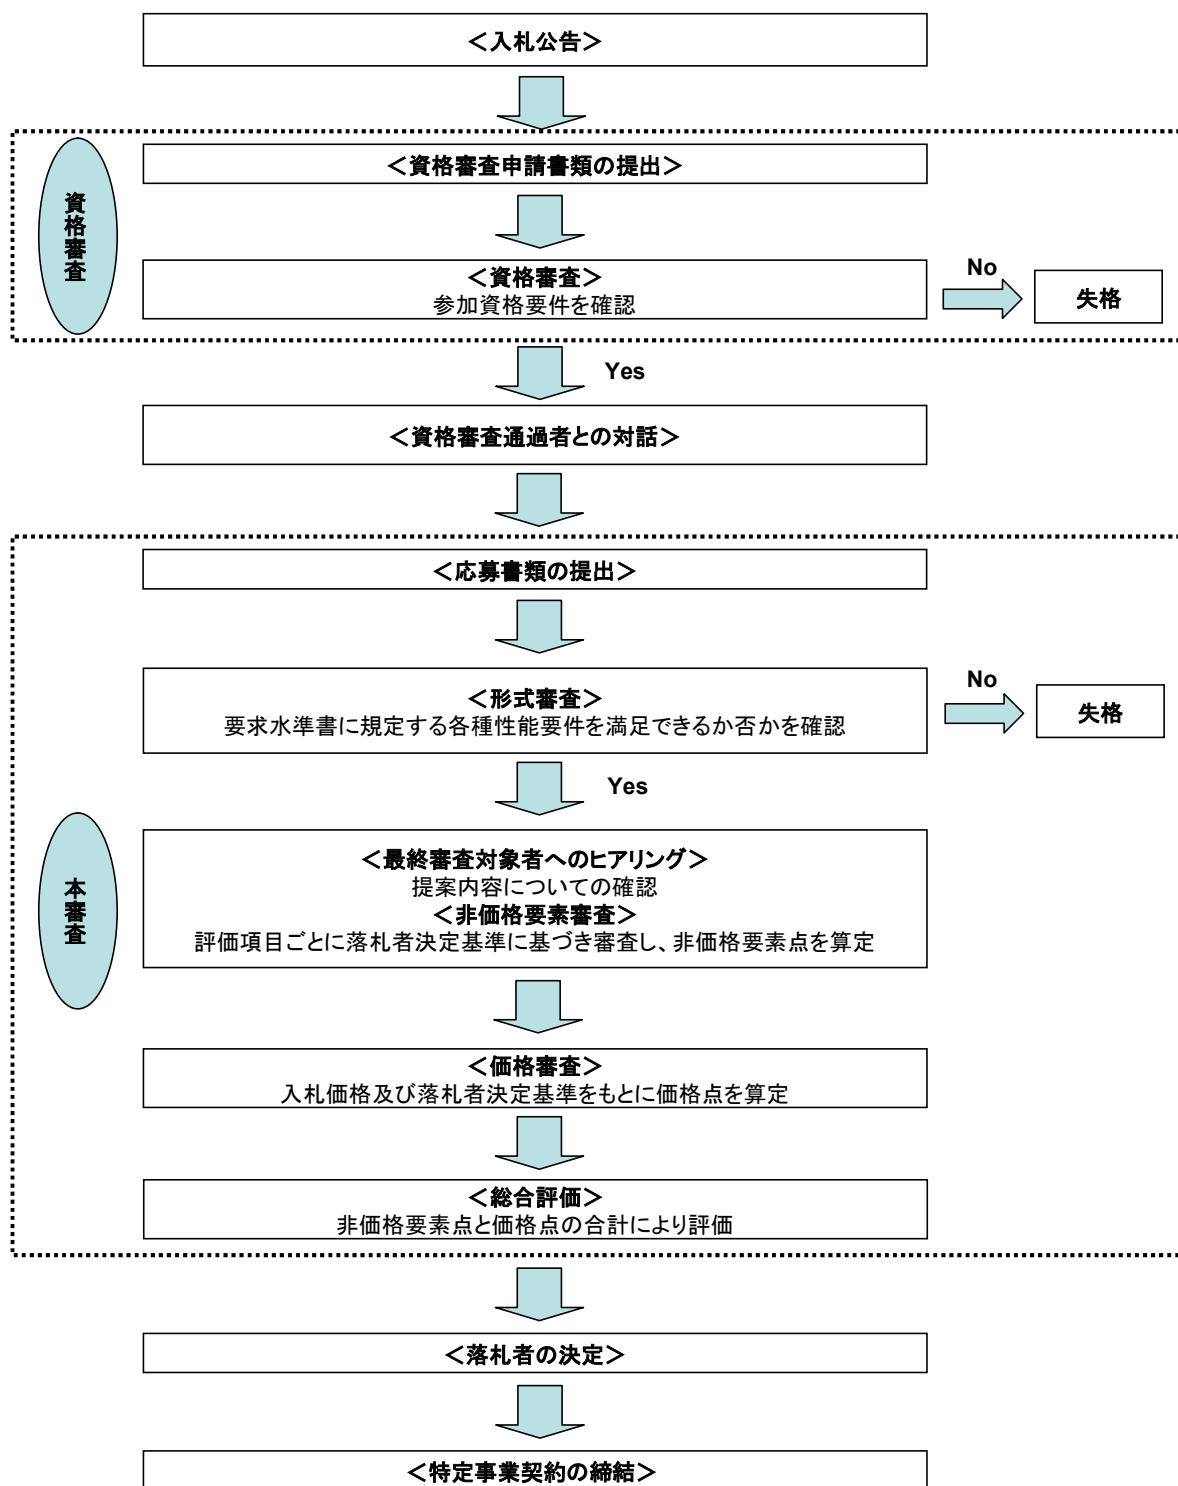 ＜入札公告＞
資格審査
＜資格審査申請書類の提出＞
＜資格審査＞
参加資格要件を確認
No
失格
Yes
＜資格審査通過者との対話＞
本審査
＜応募書類の提出＞
＜形式審査＞
要求水準書に規定する各種性能要件を満足できるか否かを確認
No
失格
Yes
＜最終審査対象者へのヒアリング＞
提案内容についての確認
＜非価格要素審査＞
評価項目ごとに落札者決定基準に基づき審査し、非価格要素点を算定
＜価格審査＞
入札価格及び落札者決定基準をもとに価格点を算定
＜総合評価＞
非価格要素点と価格点の合計により評価
＜落札者の決定＞
＜特定事業契約の締結＞